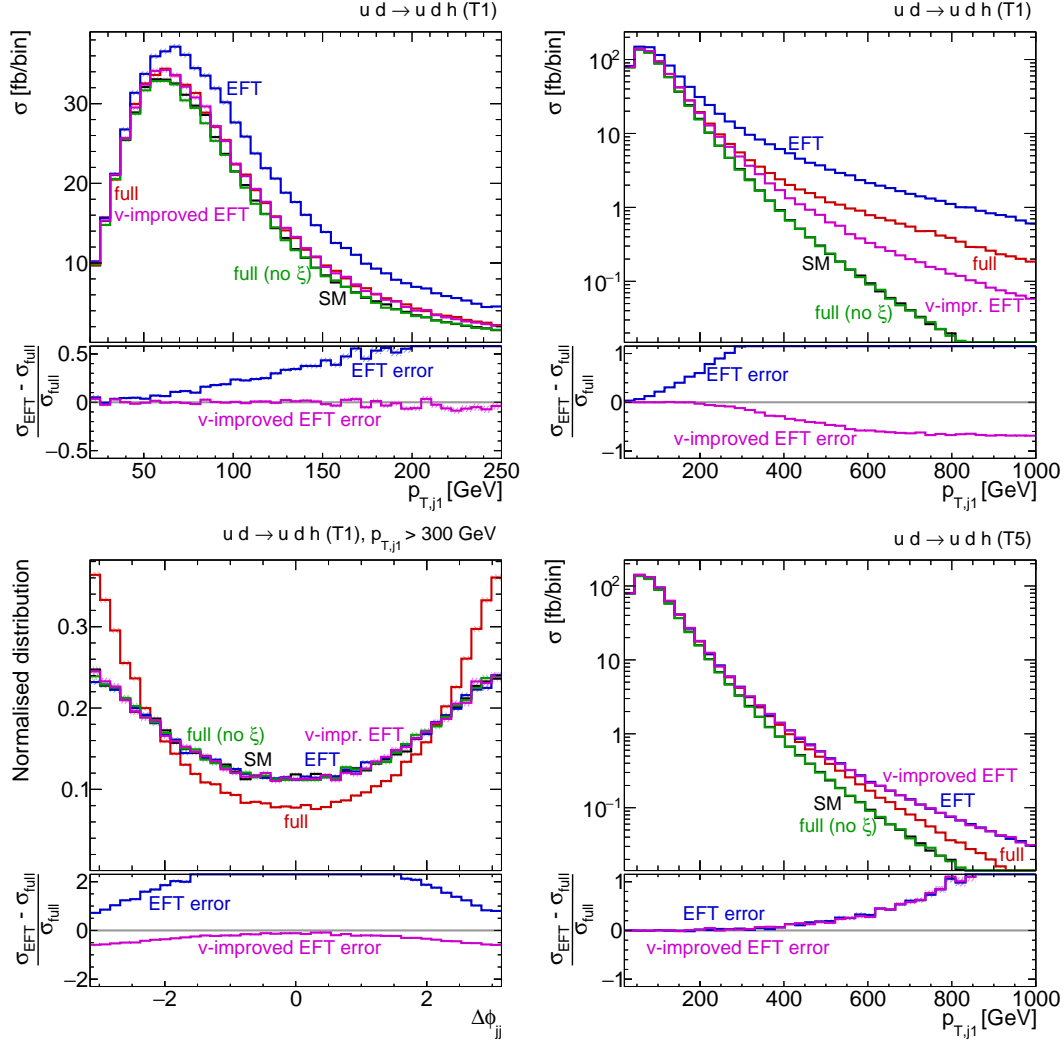 u d → u d h (T1)
σ [fb/bin]
30
20
10
EFT
full
v-improved EFT
full (no ξ)
SM
σ_EFT - σ_full
σ_full
0.5
0
−0.5
EFT error
v-improved EFT error
50 100 150 200 250
p_T,j1 [GeV]
u d → u d h (T1)
σ [fb/bin]
10²
10
1
10⁻¹
EFT
full
SM
v-impr. EFT
full (no ξ)
σ_EFT - σ_full
σ_full
1
0
−1
EFT error
v-improved EFT error
200 400 600 800 1000
p_T,j1 [GeV]
u d → u d h (T1), p_T,j1 > 300 GeV
Normalised distribution
0.3
0.2
0.1
full (no ξ)
v-impr. EFT
SM
EFT
full
σ_EFT - σ_full
σ_full
2
0
−2
EFT error
v-improved EFT error
−2 0 2
Δϕ_jj
u d → u d h (T5)
σ [fb/bin]
10²
10
1
10⁻¹
v-improved EFT
SM
EFT
full (no ξ)
full
σ_EFT - σ_full
σ_full
1
0
−1
EFT error
v-improved EFT error
200 400 600 800 1000
p_T,j1 [GeV]